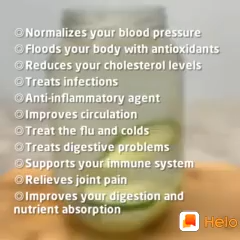 ◎Normalizes your blood pressure
◎Floods your body with antioxidants
◎Reduces your cholesterol levels
◎Treats infections
◎Anti-inflammatory agent
◎Improves circulation
◎Treat the flu and colds
◎Treats digestive problems
◎Supports your immune system
◎Relieves joint pain
◎Improves your digestion and
nutrient absorption
Helo